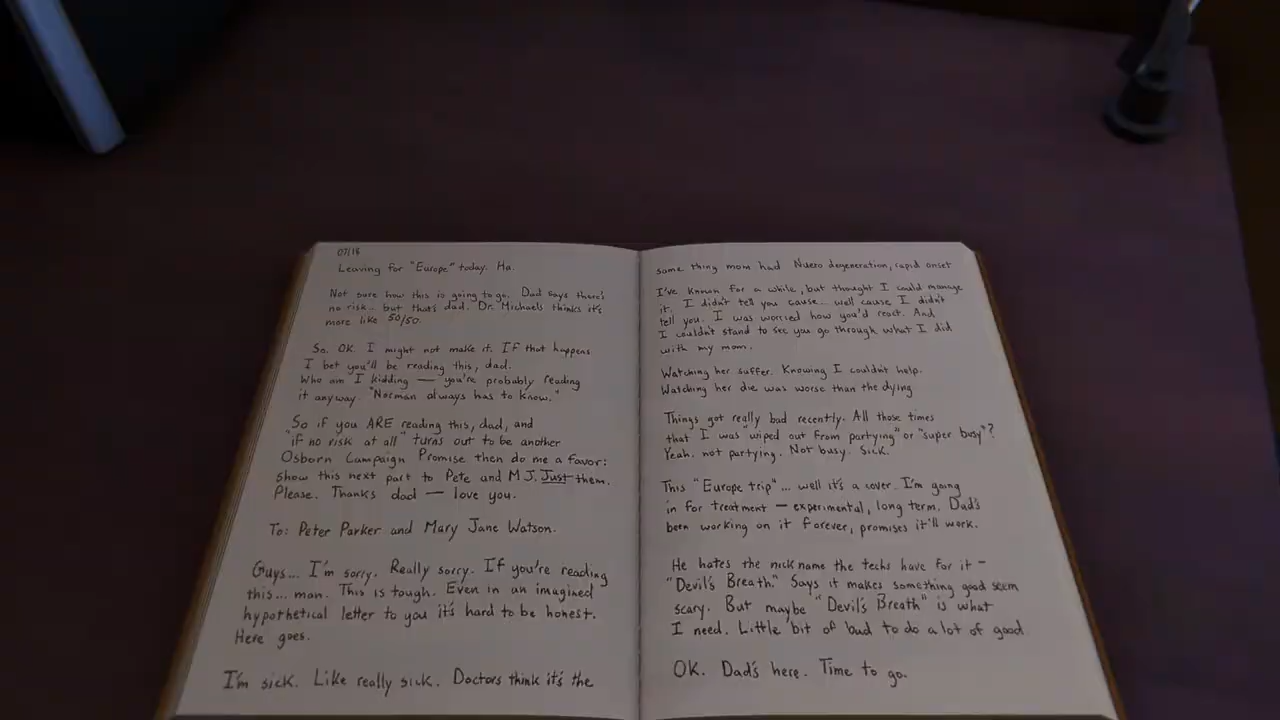 07/18
Leaving for "Europe" today. Ha.
Not sure how this is going to go. Dad says there's
no risk.. but that's dad. Dr. Michaels thinks it's
more like 50/50.
So. OK. I might not make it. If that happens
I bet you'll be reading this, dad.
Who am I kidding — you're probably reading
it anyway. "Norman always has to know."
So if you ARE reading this, dad, and
"if no risk at all" turns out to be another
Osborn Campaign Promise then do me a favor:
show this next part to Pete and MJ. Just them.
Please. Thanks dad — love you.
To: Peter Parker and Mary Jane Watson.
Guys... I'm sorry. Really sorry. If you're reading
this... man. This is tough. Even in an imagined
hypothetical letter to you it's hard to be honest.
Here goes.
I'm sick. Like really sick. Doctors think it's the
same thing mom had Nuero degeneration, rapid onset
I've known for a while, but thought I could manage
it. I didn't tell you cause.. well cause I didn't
tell you. I was worried how you'd react. And
I couldn't stand to see you go through what I did
with my mom.
Watching her suffer. Knowing I couldn't help.
Watching her die was worse than the dying
Things got really bad recently. All those times
that I was "wiped out from partying" or "super busy"?
Yeah. not partying. Not busy. Sick.
This "Europe trip"... well it's a cover. I'm going
in for treatment — experimental, long term. Dad's
been working on it forever, promises it'll work.
He hates the nickname the techs have for it -
"Devil's Breath." Says it makes something good seem
scary. But maybe "Devil's Breath" is what
I need. Little bit of bad to do a lot of good
OK. Dad's here. Time to go.